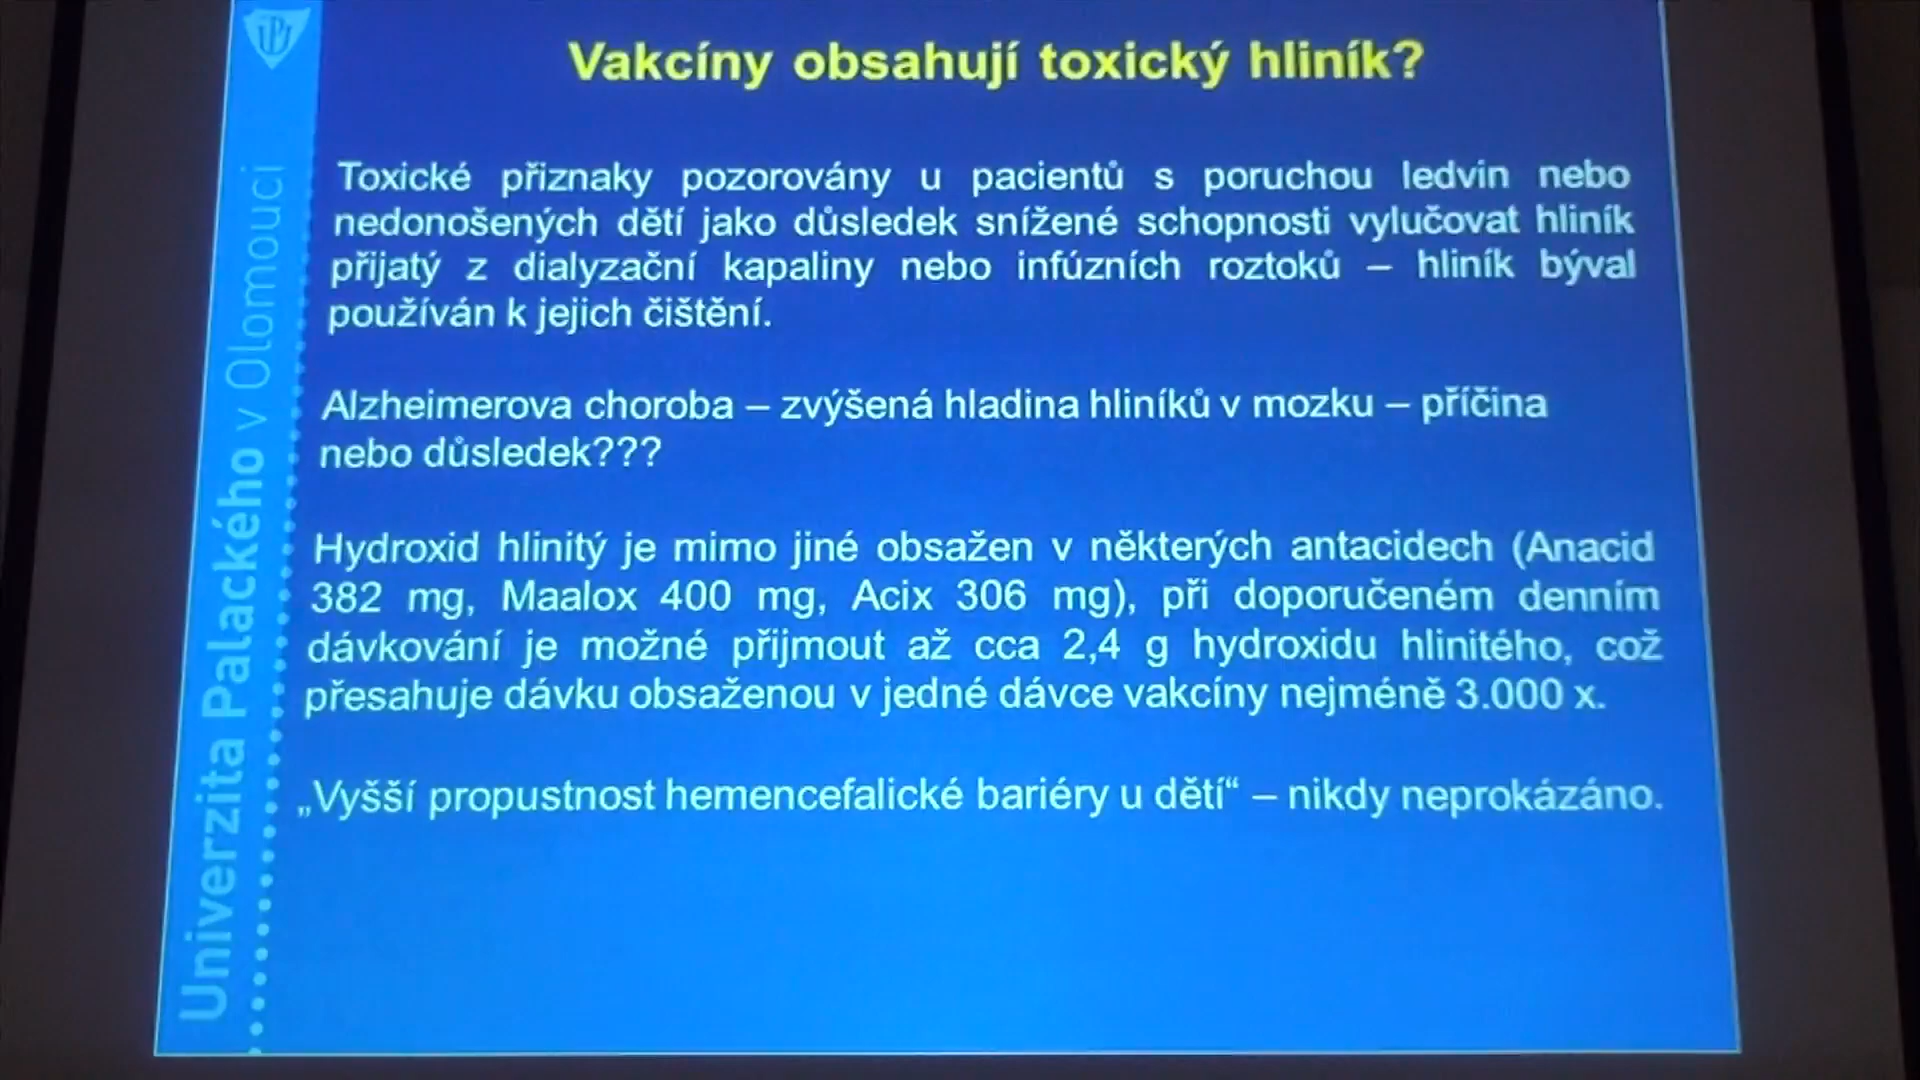 Vakcíny obsahují toxický hliník?
Toxické přiznaky pozorovány u pacientů s poruchou ledvin nebo
nedonošených dětí jako důsledek snížené schopnosti vylučovat hliník
přijatý z dialyzační kapaliny nebo infúzních roztoků – hliník býval
používán k jejich čištění.
Alzheimerova choroba – zvýšená hladina hliníků v mozku – příčina
nebo důsledek???
Hydroxid hlinitý je mimo jiné obsažen v některých antacidech (Anacid
382 mg, Maalox 400 mg, Acix 306 mg), při doporučeném denním
dávkování je možné přijmout až cca 2,4 g hydroxidu hlinitého, což
přesahuje dávku obsaženou v jedné dávce vakcíny nejméně 3.000 x.
„Vyšší propustnost hemencefalické bariéry u dětí“ – nikdy neprokázáno.
Univerzita Palackého v Olomouci